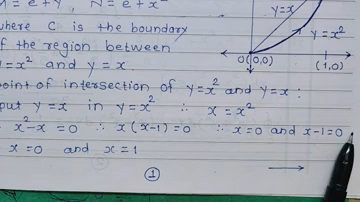 M = e + y, N = e + x²
where C is the boundary
of the region between
y = x² and y = x.
point of intersection of y=x² and y=x :
put y=x in y=x² ∴ x = x²
x²-x =0 ∴ x(x-1)=0 ∴ x=0 and x-1=0
x=0 and x=1
y=x
y=x²
O(0,0)
(1,0)
1